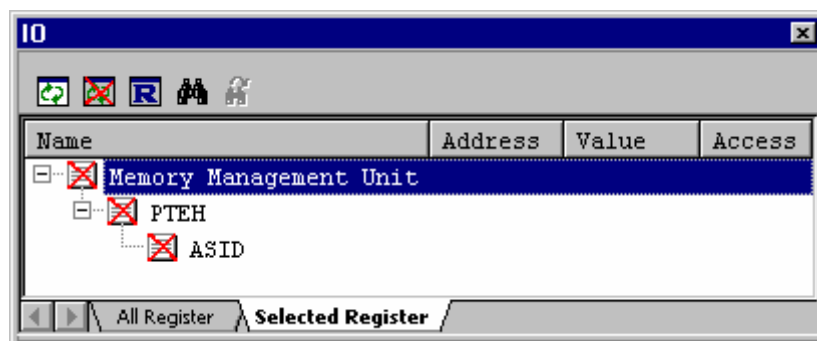 IO
R
Name Address Value Access
Memory Management Unit
PTEH
ASID
All Register Selected Register